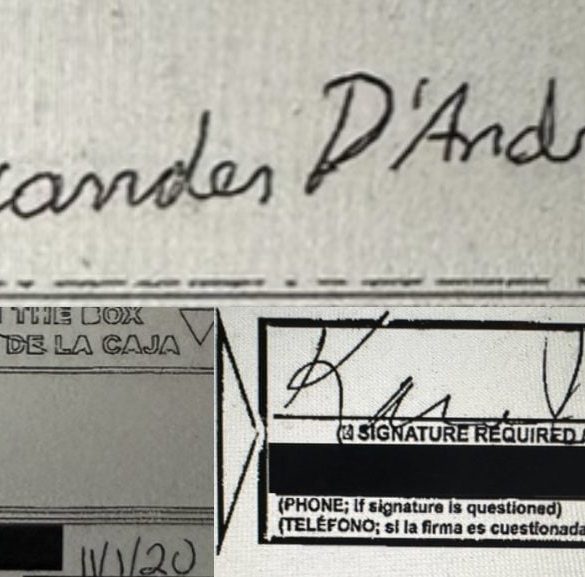 D'And
THE BOX
DE LA CAJA
11/1/20
SIGNATURE REQUIRED
(PHONE; if signature is questioned)
(TELÉFONO; si la firma es cuestionada